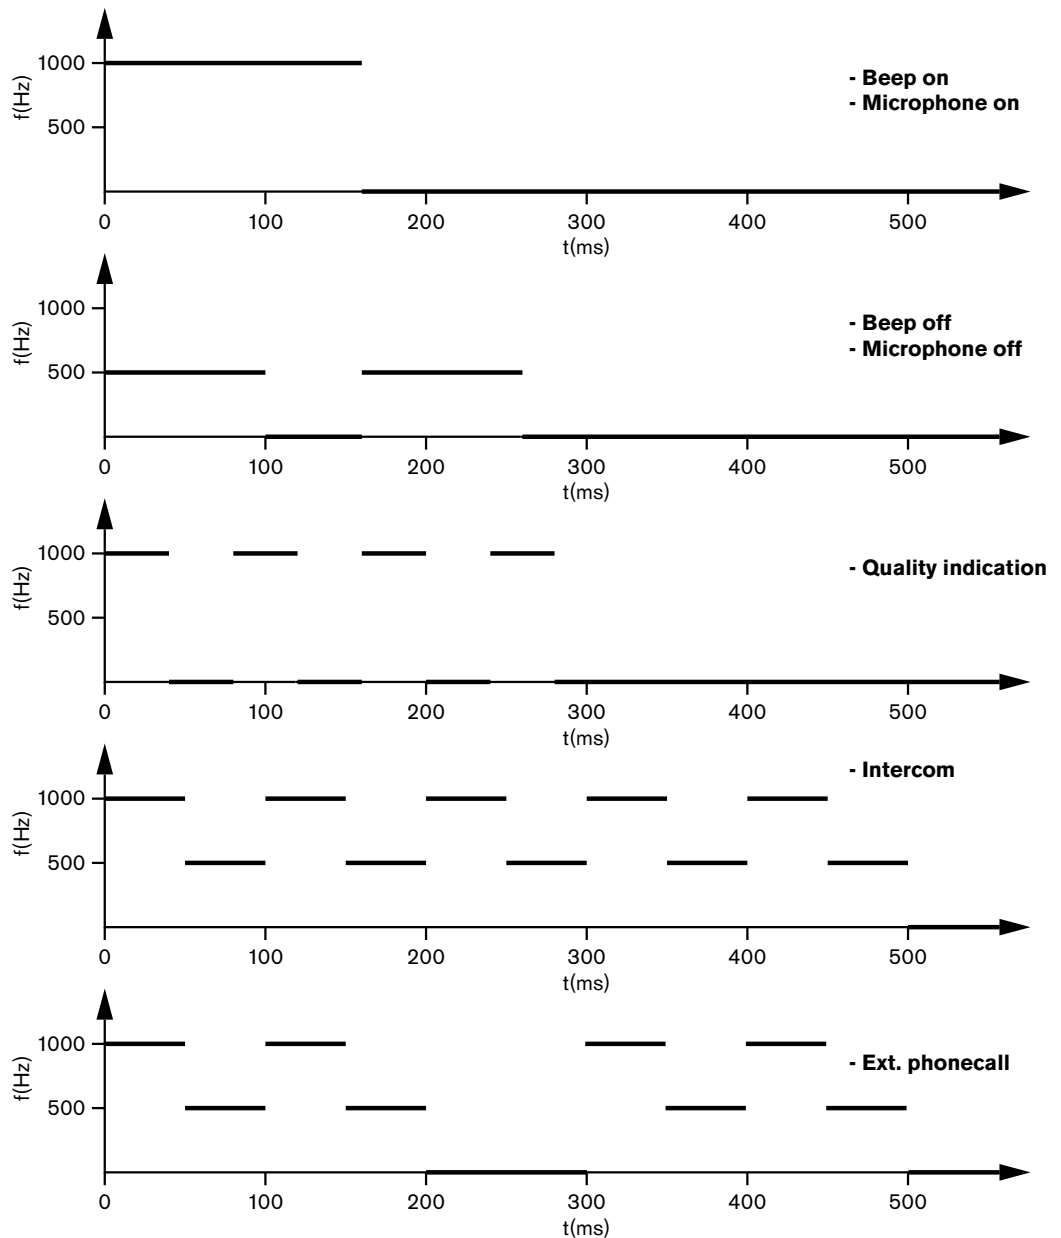 1000
- Beep on
- Microphone on
500
f(Hz)
0 100 200 300 400 500
t(ms)
1000
- Beep off
- Microphone off
500
f(Hz)
0 100 200 300 400 500
t(ms)
1000
- Quality indication
500
f(Hz)
0 100 200 300 400 500
t(ms)
- Intercom
1000
500
f(Hz)
0 100 200 300 400 500
t(ms)
1000
- Ext. phonecall
500
f(Hz)
0 100 200 300 400 500
t(ms)